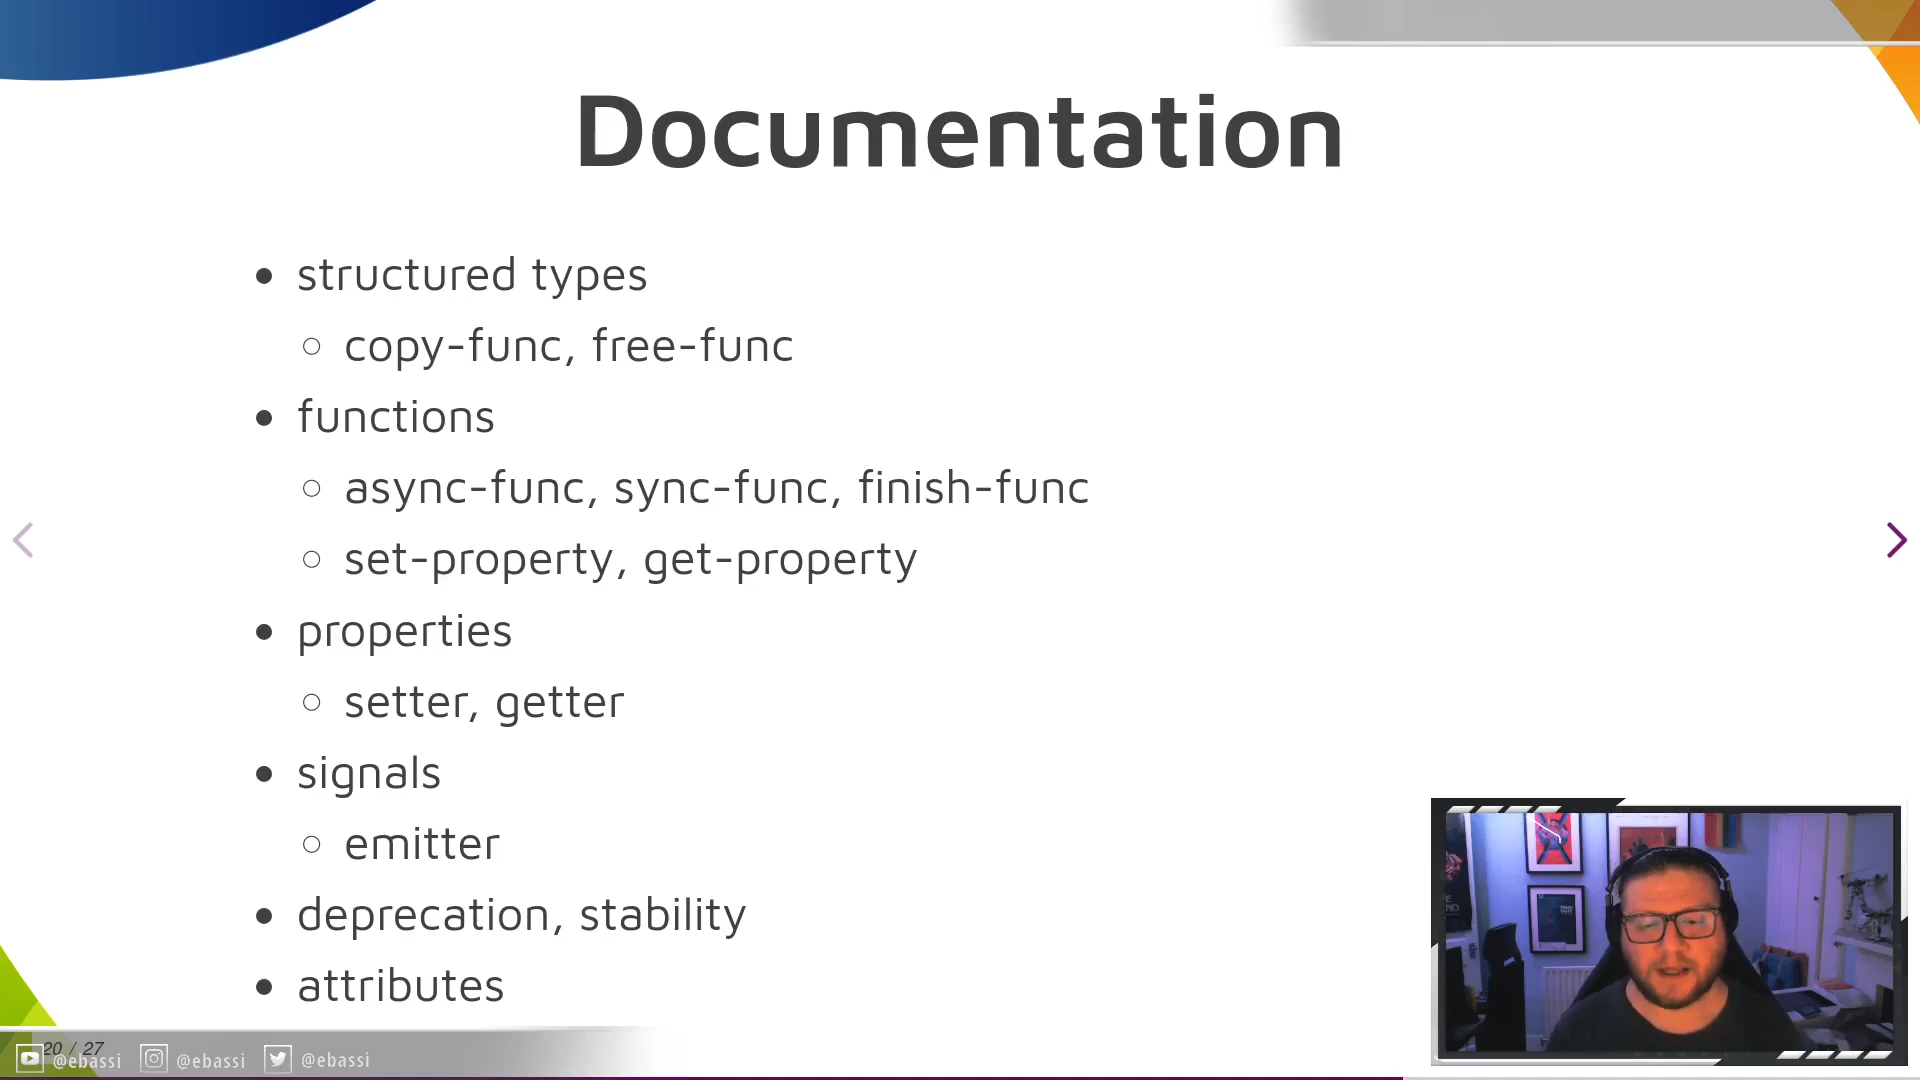 Documentation
structured types
copy-func, free-func
functions
async-func, sync-func, finish-func
set-property, get-property
properties
setter, getter
signals
emitter
deprecation, stability
attributes
20 / 27
@ebassi @ebassi @ebassi